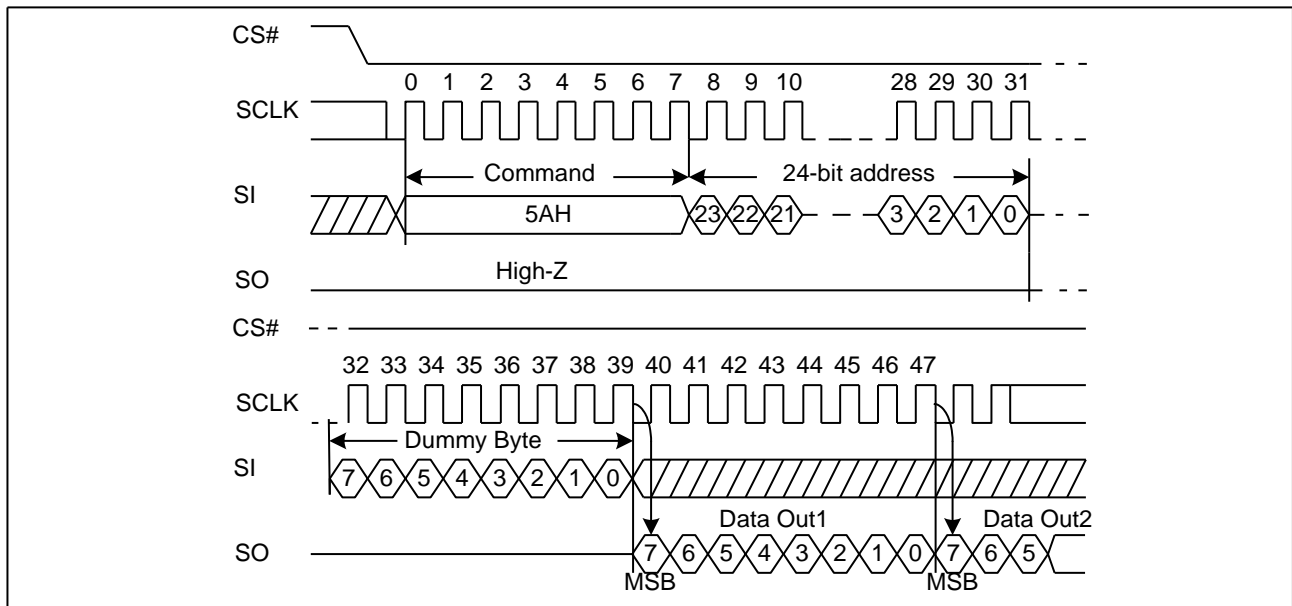 CS#
0 1 2 3 4 5 6 7 8 9 10 28 29 30 31
SCLK
Command 24-bit address
SI
5AH 23 22 21 3 2 1 0
High-Z
SO
CS#
32 33 34 35 36 37 38 39 40 41 42 43 44 45 46 47
SCLK
Dummy Byte
SI
7 6 5 4 3 2 1 0
Data Out1 Data Out2
SO
7 6 5 4 3 2 1 0 7 6 5
MSB MSB